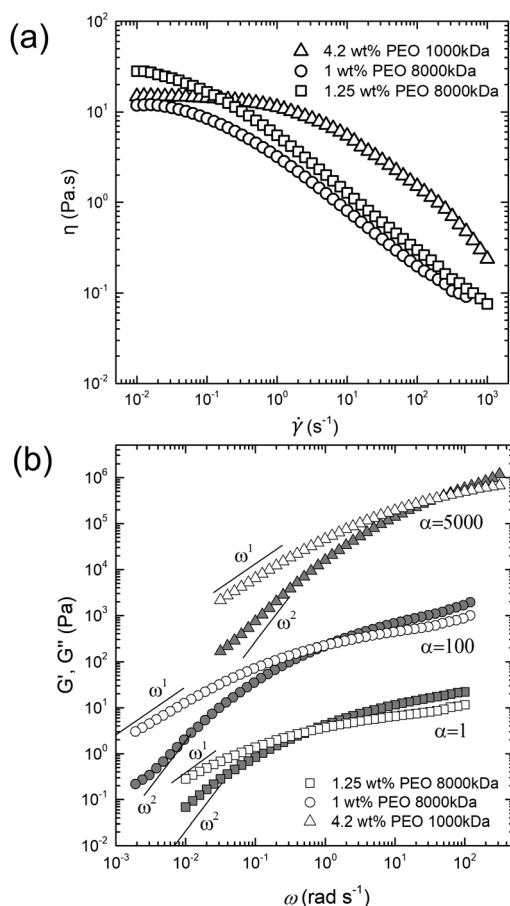 (a)
10²
10¹
10⁰
10⁻¹
10⁻²
η (Pa.s)
4.2 wt% PEO 1000kDa
1 wt% PEO 8000kDa
1.25 wt% PEO 8000kDa
10⁻² 10⁻¹ 10⁰ 10¹ 10² 10³
γ̇ (s⁻¹)
(b)
10⁶
10⁵
10⁴
10³
10²
10¹
10⁰
10⁻¹
10⁻²
G', G'' (Pa)
ω¹
α=5000
ω²
ω¹
α=100
ω¹
α=1
ω²
ω²
1.25 wt% PEO 8000kDa
1 wt% PEO 8000kDa
4.2 wt% PEO 1000kDa
10⁻³ 10⁻² 10⁻¹ 10⁰ 10¹ 10² 
ω (rad s⁻¹)